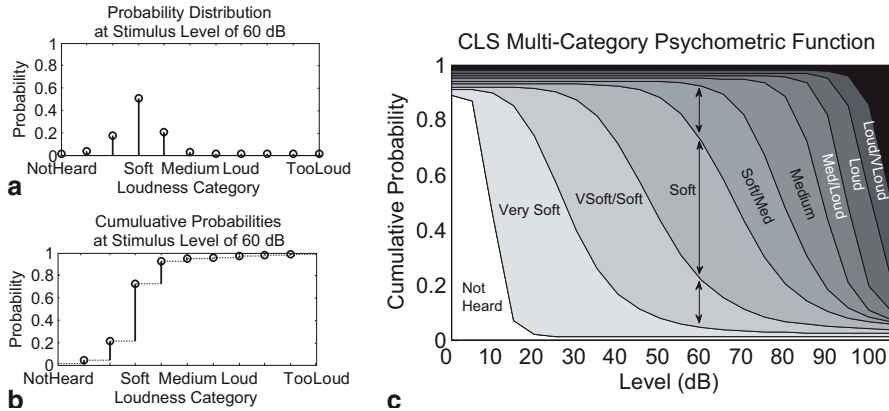 Probability Distribution
at Stimulus Level of 60 dB
1
0.8
0.6
0.4
0.2
0
Probability
NotHeard Soft Medium Loud TooLoud
Loudness Category
a
Cumuluative Probabilities
at Stimulus Level of 60 dB
1
0.8
0.6
0.4
0.2
0
Probability
NotHeard Soft Medium Loud TooLoud
Loudness Category
b
CLS Multi-Category Psychometric Function
1
0.8
0.6
0.4
0.2
0
Cumulative Probability
Not
Heard
Very Soft
VSoft/Soft
Soft
Soft/Med
Medium
Med/Loud
Loud
Loud/VLoud
0 10 20 30 40 50 60 70 80 90 100
Level (dB)
c